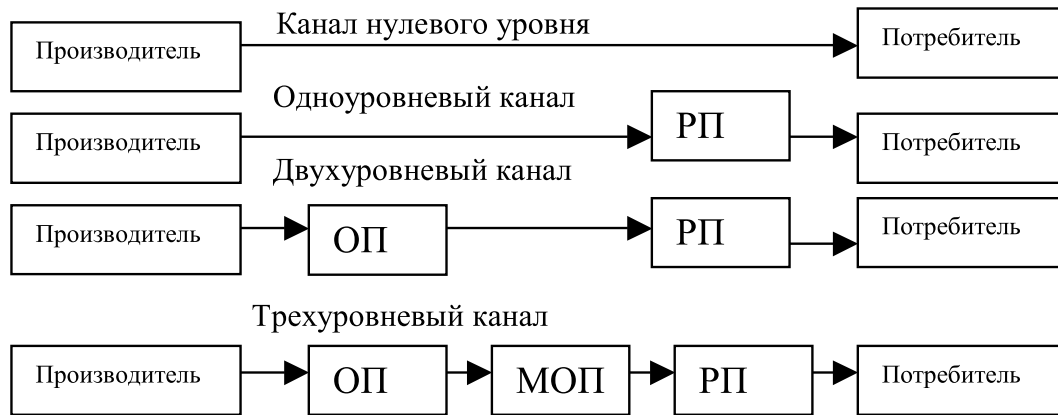 Канал нулевого уровня
Производитель
Потребитель
Одноуровневый канал
Производитель
РП
Потребитель
Двухуровневый канал
Производитель
ОП
РП
Потребитель
Трехуровневый канал
Производитель
ОП
МОП
РП
Потребитель